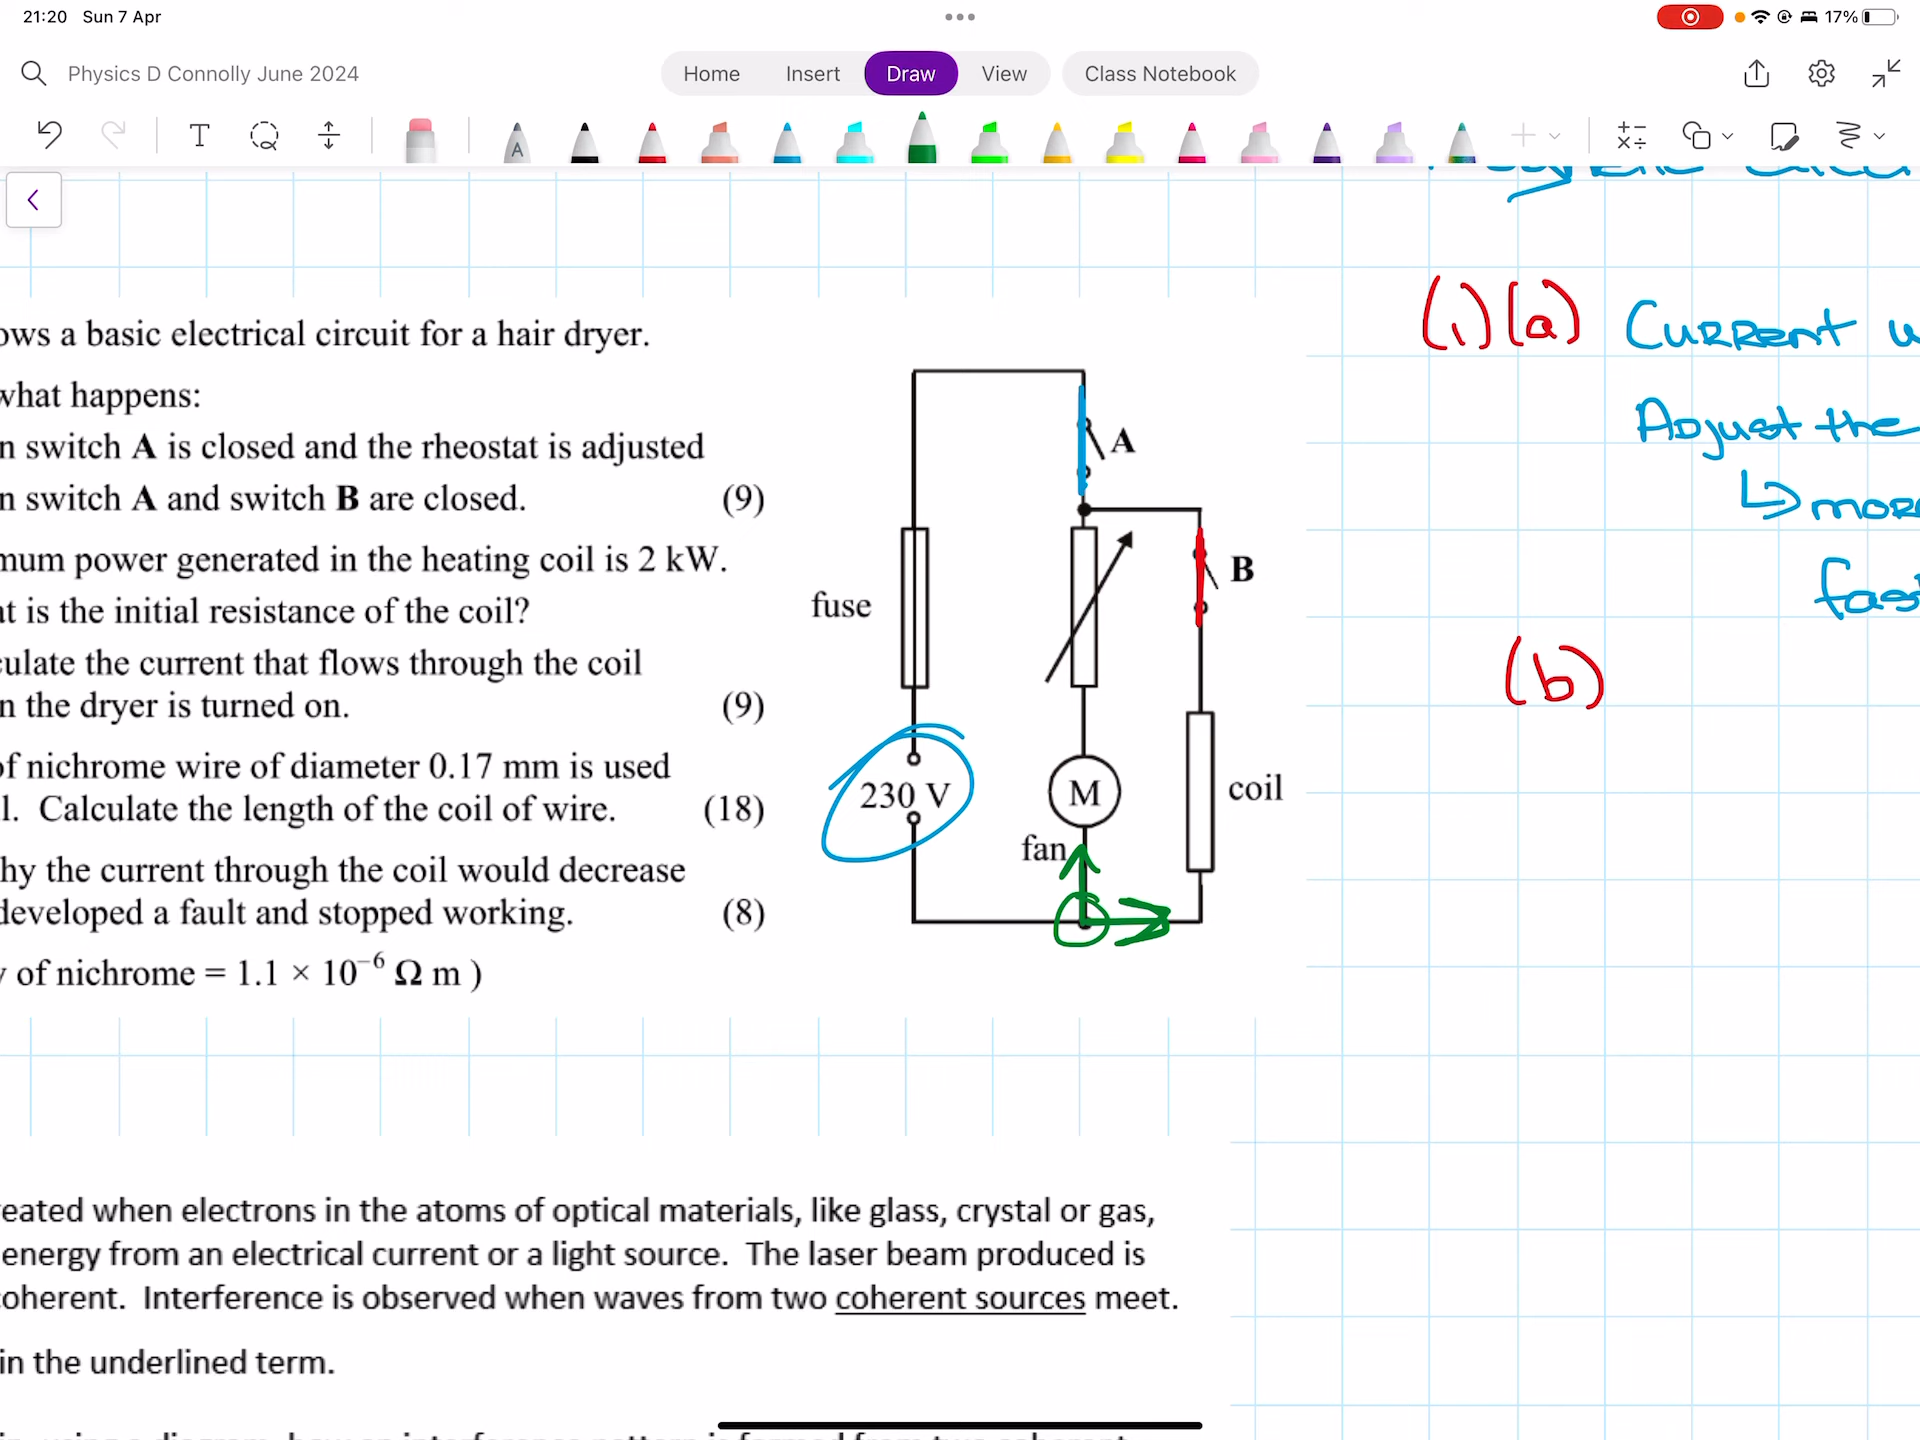 21:20 Sun 7 Apr
17%
Physics D Connolly June 2024
Home Insert Draw View Class Notebook
T
A
(i) (a) Current
Adjust the
(b)
ows a basic electrical circuit for a hair dryer.
what happens:
n switch A is closed and the rheostat is adjusted
n switch A and switch B are closed. (9)
mum power generated in the heating coil is 2 kW.
at is the initial resistance of the coil?
culate the current that flows through the coil
n the dryer is turned on. (9)
of nichrome wire of diameter 0.17 mm is used
l. Calculate the length of the coil of wire. (18)
hy the current through the coil would decrease
developed a fault and stopped working. (8)
y of nichrome = 1.1 × 10⁻⁶ Ω m )
A
B
fuse
230 V
M
fan
coil
eated when electrons in the atoms of optical materials, like glass, crystal or gas,
energy from an electrical current or a light source. The laser beam produced is
coherent. Interference is observed when waves from two coherent sources meet.
in the underlined term.